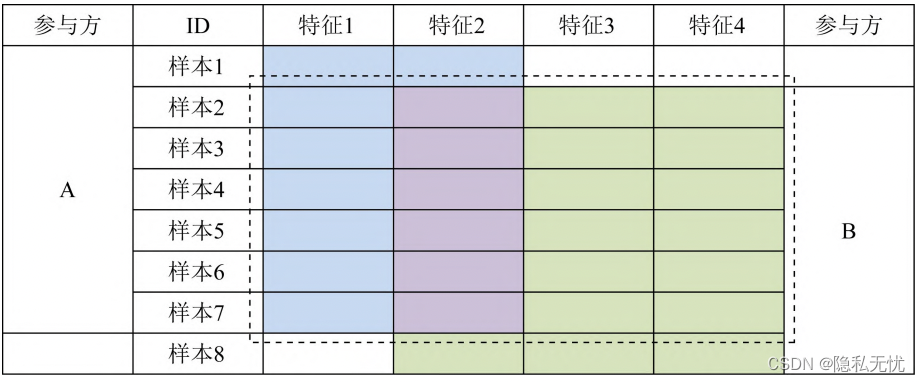 参与方 ID 特征1 特征2 特征3 特征4 参与方
样本1
样本2
样本3
A 样本4
样本5 B
样本6
样本7
样本8
CSDN @隐私无忧